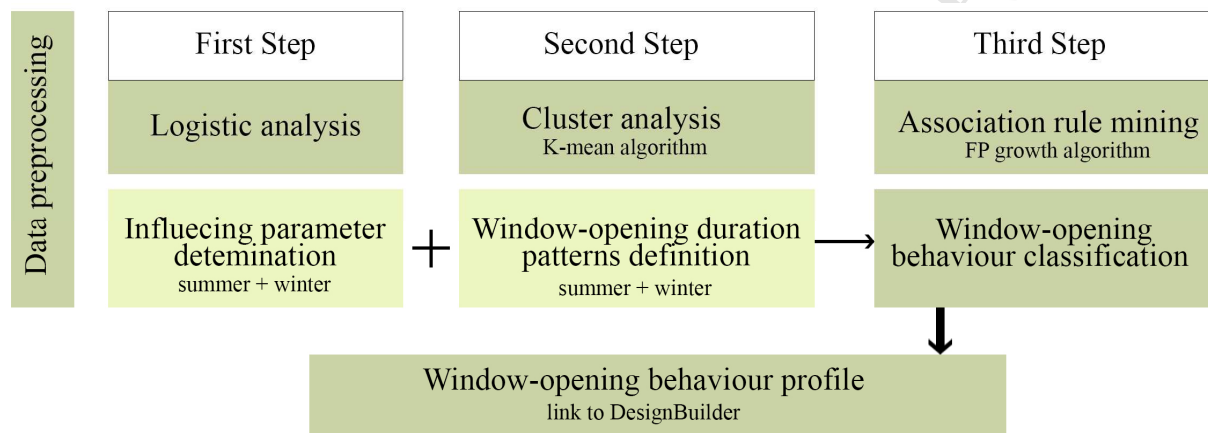 Data preprocessing
First Step
Logistic analysis
Influecing parameter
detemination
summer + winter
+
Second Step
Cluster analysis
K-mean algorithm
Window-opening duration
patterns definition
summer + winter
Third Step
Association rule mining
FP growth algorithm
Window-opening
behaviour classification
Window-opening behaviour profile
link to DesignBuilder